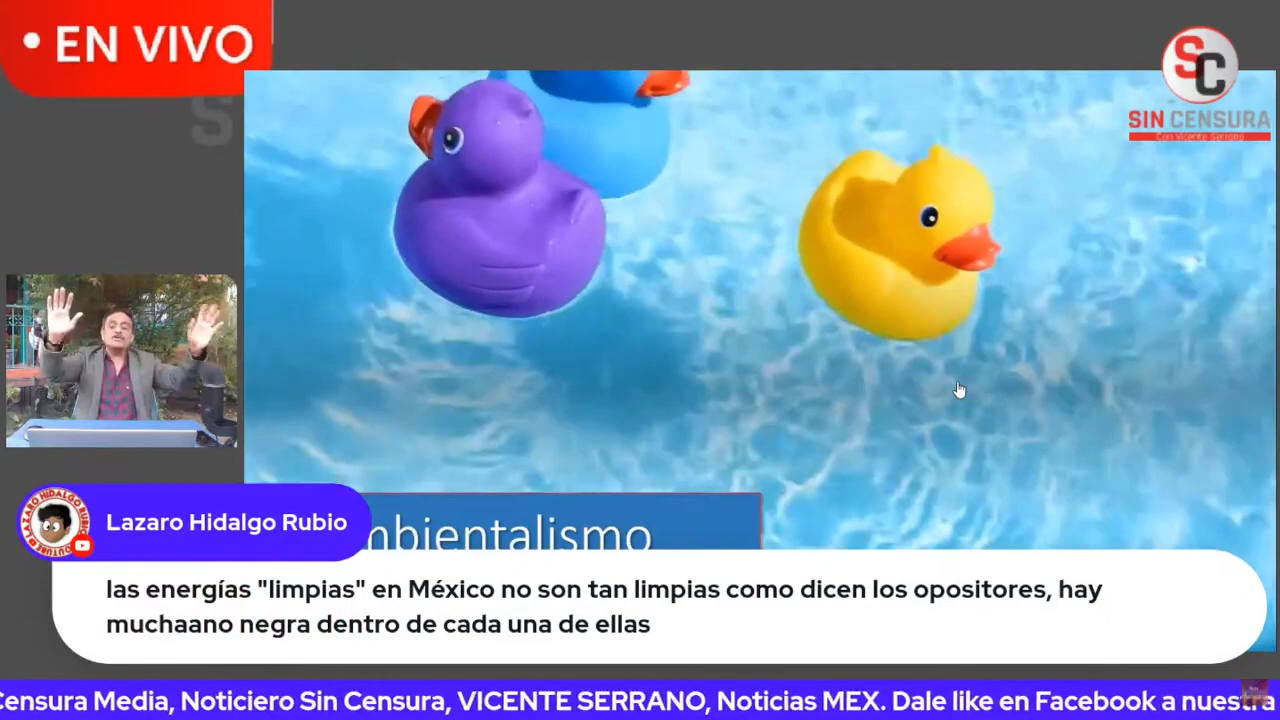 • EN VIVO
SC
SIN CENSURA
Con Vicente Serrano
S
mbientalismo
Lazaro Hidalgo Rubio
las energías "limpias" en México no son tan limpias como dicen los opositores, hay
muchaano negra dentro de cada una de ellas
Censura Media, Noticiero Sin Censura, VICENTE SERRANO, Noticias MEX. Dale like en Facebook a nuestra